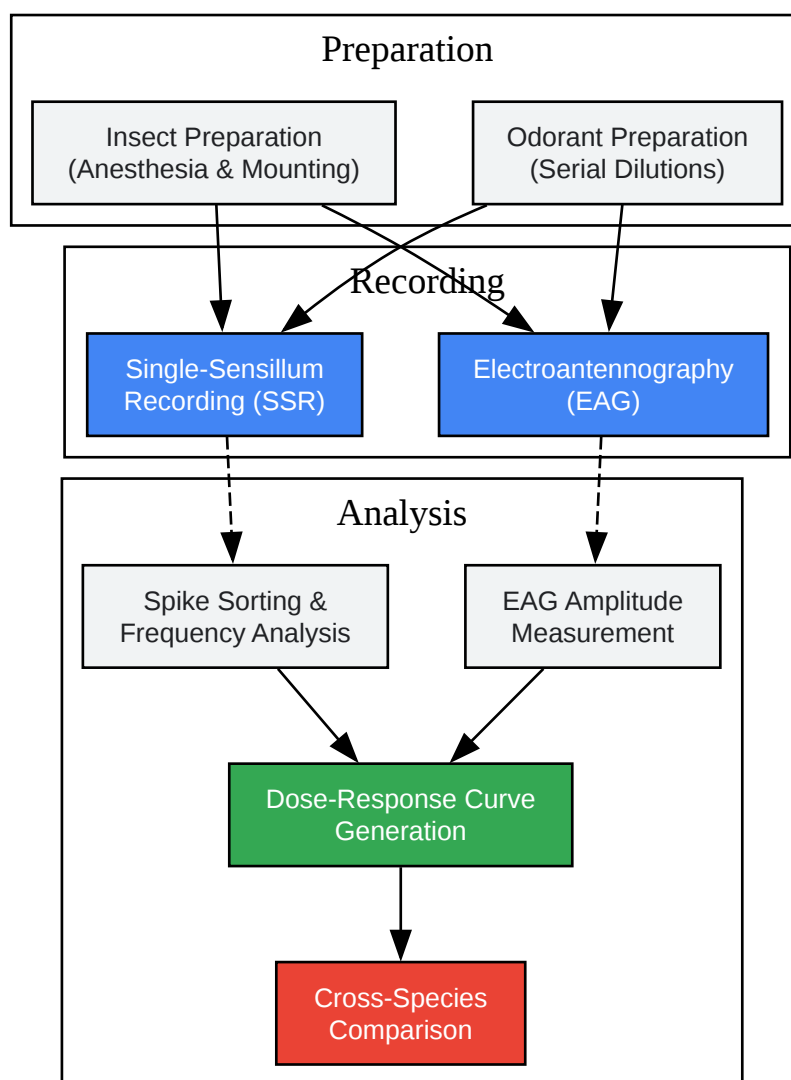 Preparation
Insect Preparation
(Anesthesia & Mounting)
Odorant Preparation
(Serial Dilutions)
Recording
Single-Sensillum
Recording (SSR)
Electroantennography
(EAG)
Analysis
Spike Sorting &
Frequency Analysis
EAG Amplitude
Measurement
Dose-Response Curve
Generation
Cross-Species
Comparison